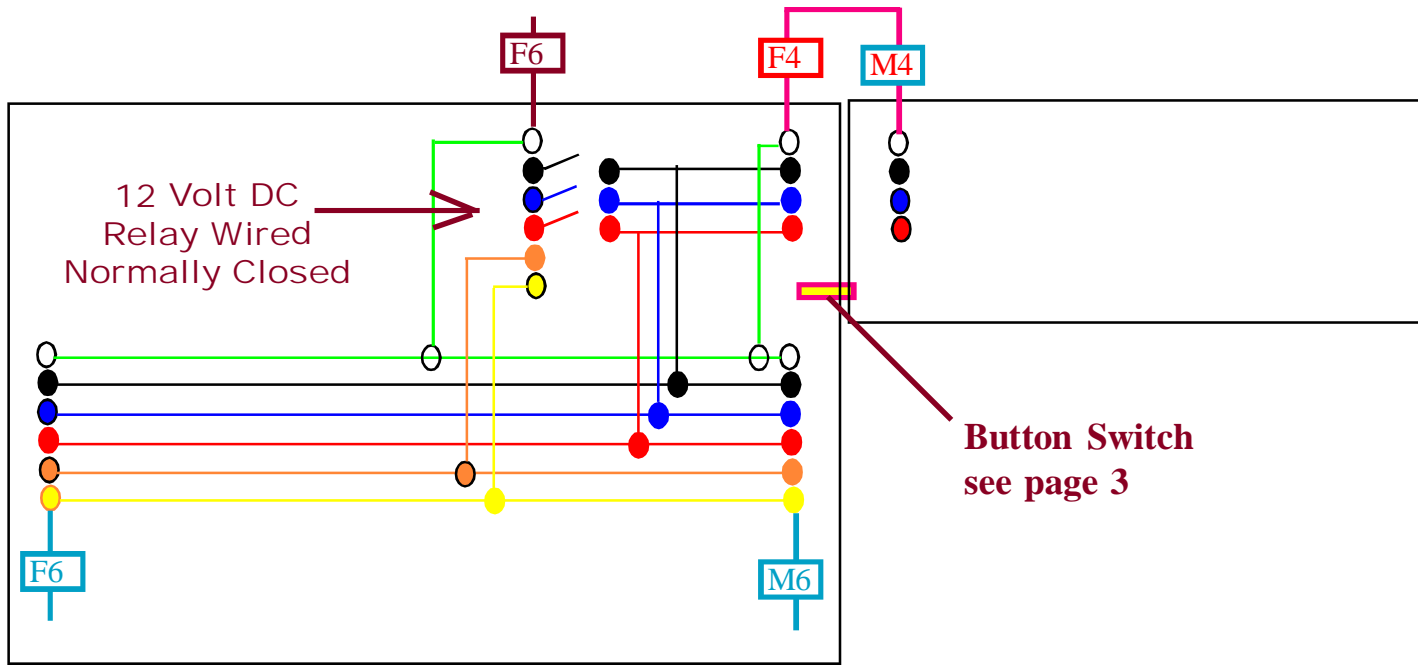 F6
F4
M4
12 Volt DC
Relay Wired
Normally Closed
Button Switch
see page 3
F6
M6